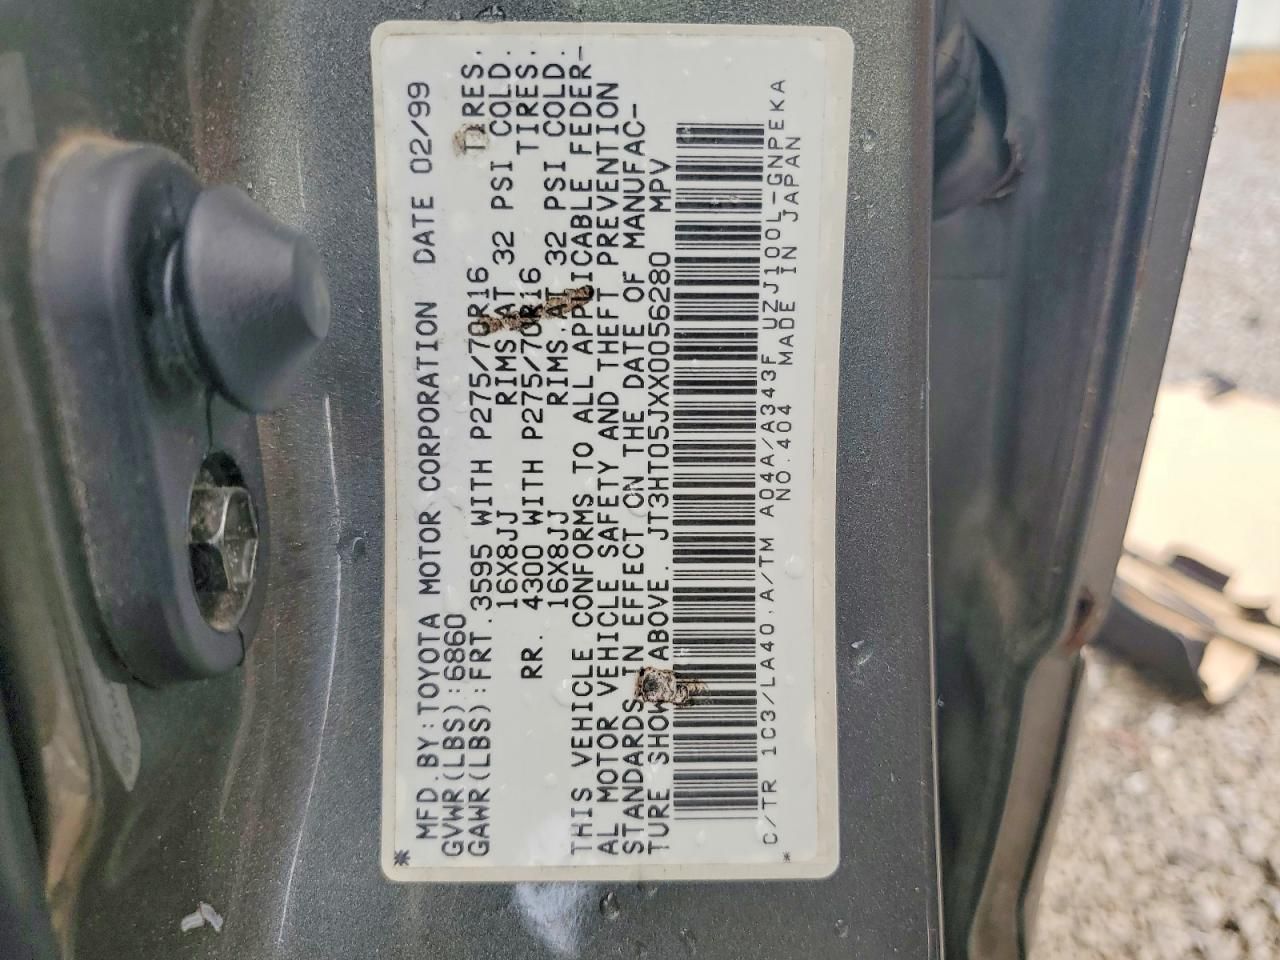 MFD.BY:TOYOTA MOTOR CORPORATION DATE 02/99
GVWR(LBS):6860
GAWR(LBS):FRT.3595 WITH P275/70R16 TIRES.
16X8JJ RIMS,AT 32 PSI COLD.
RR. 4300 WITH P275/70R16 TIRES.
16X8JJ RIMS,AT 32 PSI COLD.
THIS VEHICLE CONFORMS TO ALL APPLICABLE FEDER-
AL MOTOR VEHICLE SAFETY AND THEFT PREVENTION
STANDARDS IN EFFECT ON THE DATE OF MANUFAC-
TURE SHOWN ABOVE. JT3HT05JXX0056280 MPV
C/TR 1C3/LA40,A/TM A04A/A343F UZJ100L-GNPEKA
* NO.404 MADE IN JAPAN